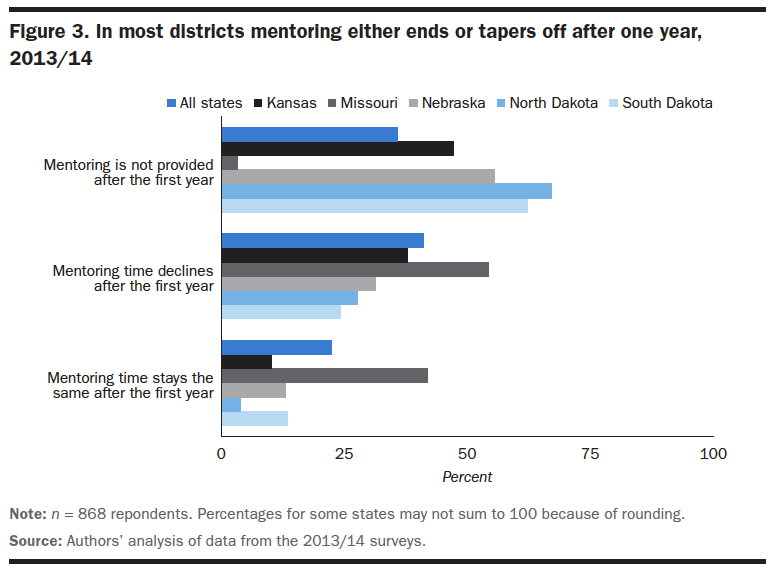 Figure 3. In most districts mentoring either ends or tapers off after one year,
2013/14
All states Kansas Missouri Nebraska North Dakota South Dakota
Mentoring is not provided
after the first year
Mentoring time declines
after the first year
Mentoring time stays the
same after the first year
0 25 50 75 100
Percent
Note: n = 868 repondents. Percentages for some states may not sum to 100 because of rounding.
Source: Authors’ analysis of data from the 2013/14 surveys.